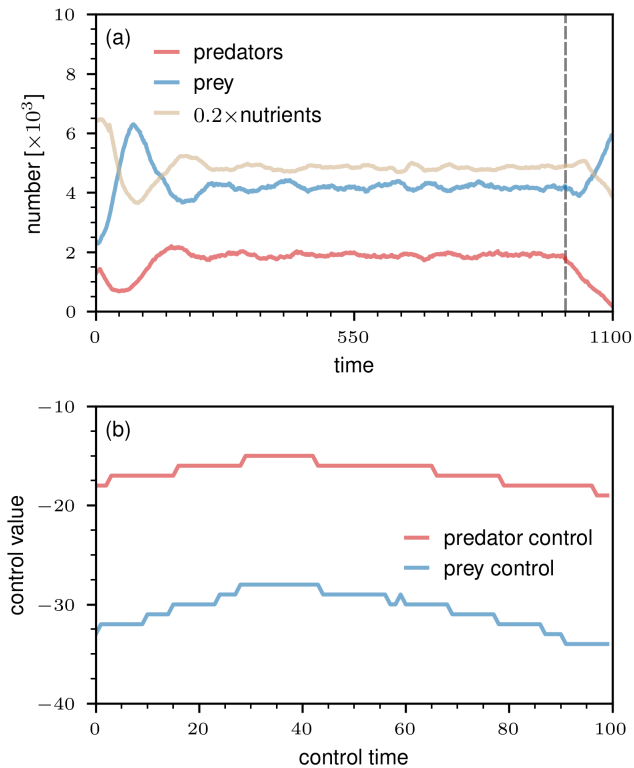 10
(a)
predators
8
prey
0.2×nutrients
6
number [×10³]
4
2
0
0
550
1100
time
−10
(b)
−20
control value
predator control
prey control
−30
−40
0
20
40
60
80
100
control time